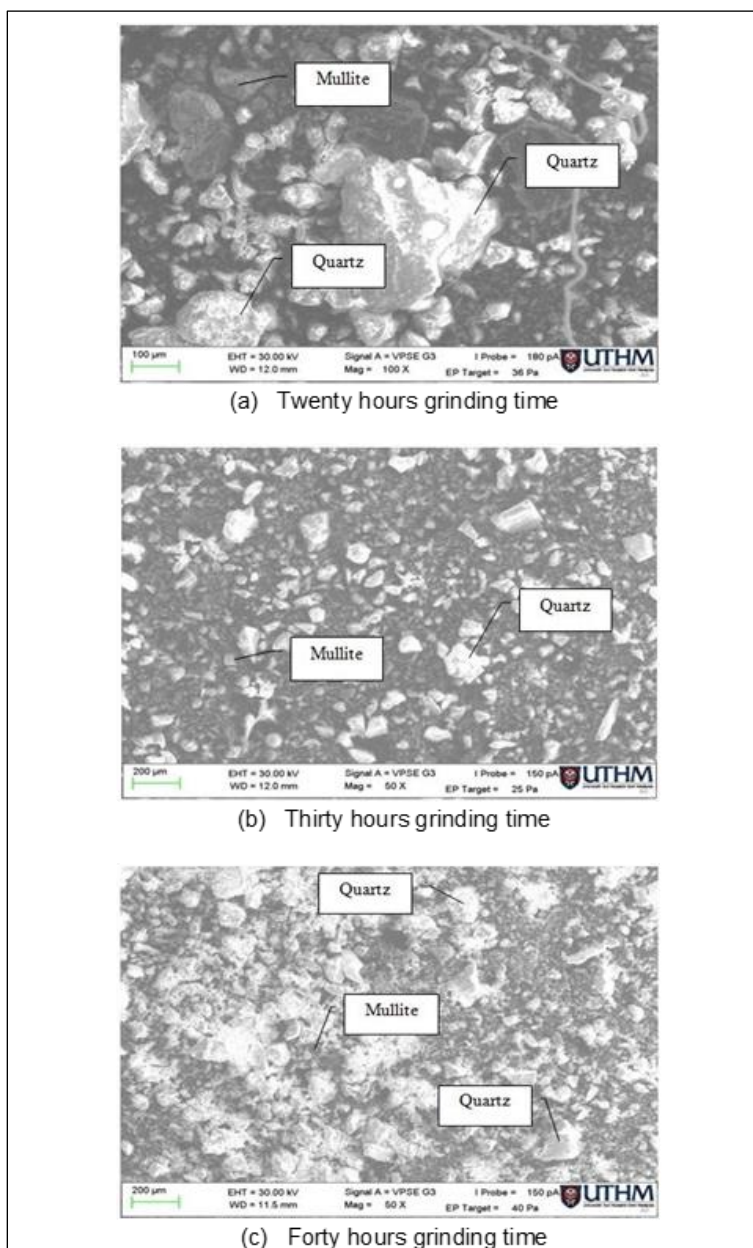 Mullite
Quartz
Quartz
100 µm
EHT = 30.00 kV
Signal A = VPSE G3
I Probe = 180 pA
WD = 12.0 mm
Mag = 100 X
EP Target = 36 Pa
UTHM
(a) Twenty hours grinding time
Quartz
Mullite
200 µm
EHT = 30.00 kV
Signal A = VPSE G3
I Probe = 150 pA
WD = 12.0 mm
Mag = 50 X
EP Target = 25 Pa
UTHM
(b) Thirty hours grinding time
Quartz
Mullite
Quartz
200 µm
EHT = 30.00 kV
Signal A = VPSE G3
I Probe = 150 pA
WD = 11.5 mm
Mag = 50 X
EP Target = 40 Pa
UTHM
(c) Forty hours grinding time